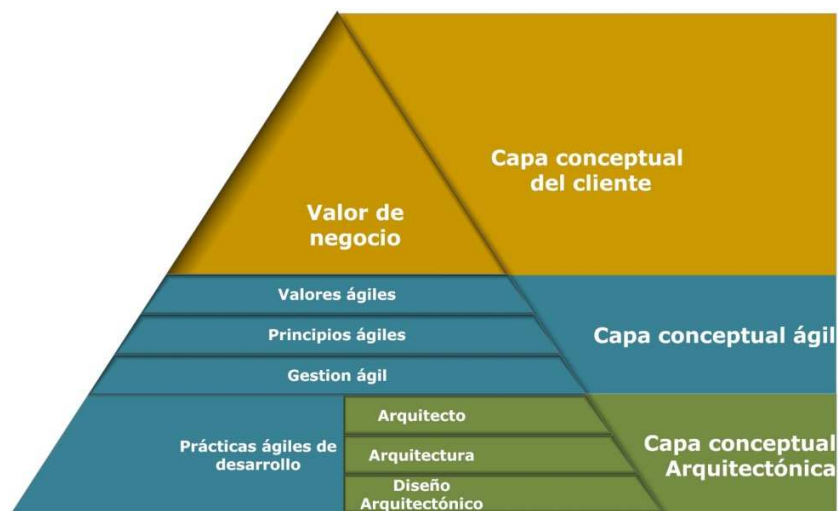 Capa conceptual
del cliente
Valor de
negocio
Valores ágiles
Principios ágiles
Capa conceptual ágil
Gestion ágil
Arquitecto
Prácticas ágiles de
desarrollo
Arquitectura
Capa conceptual
Arquitectónica
Diseño
Arquitectónico